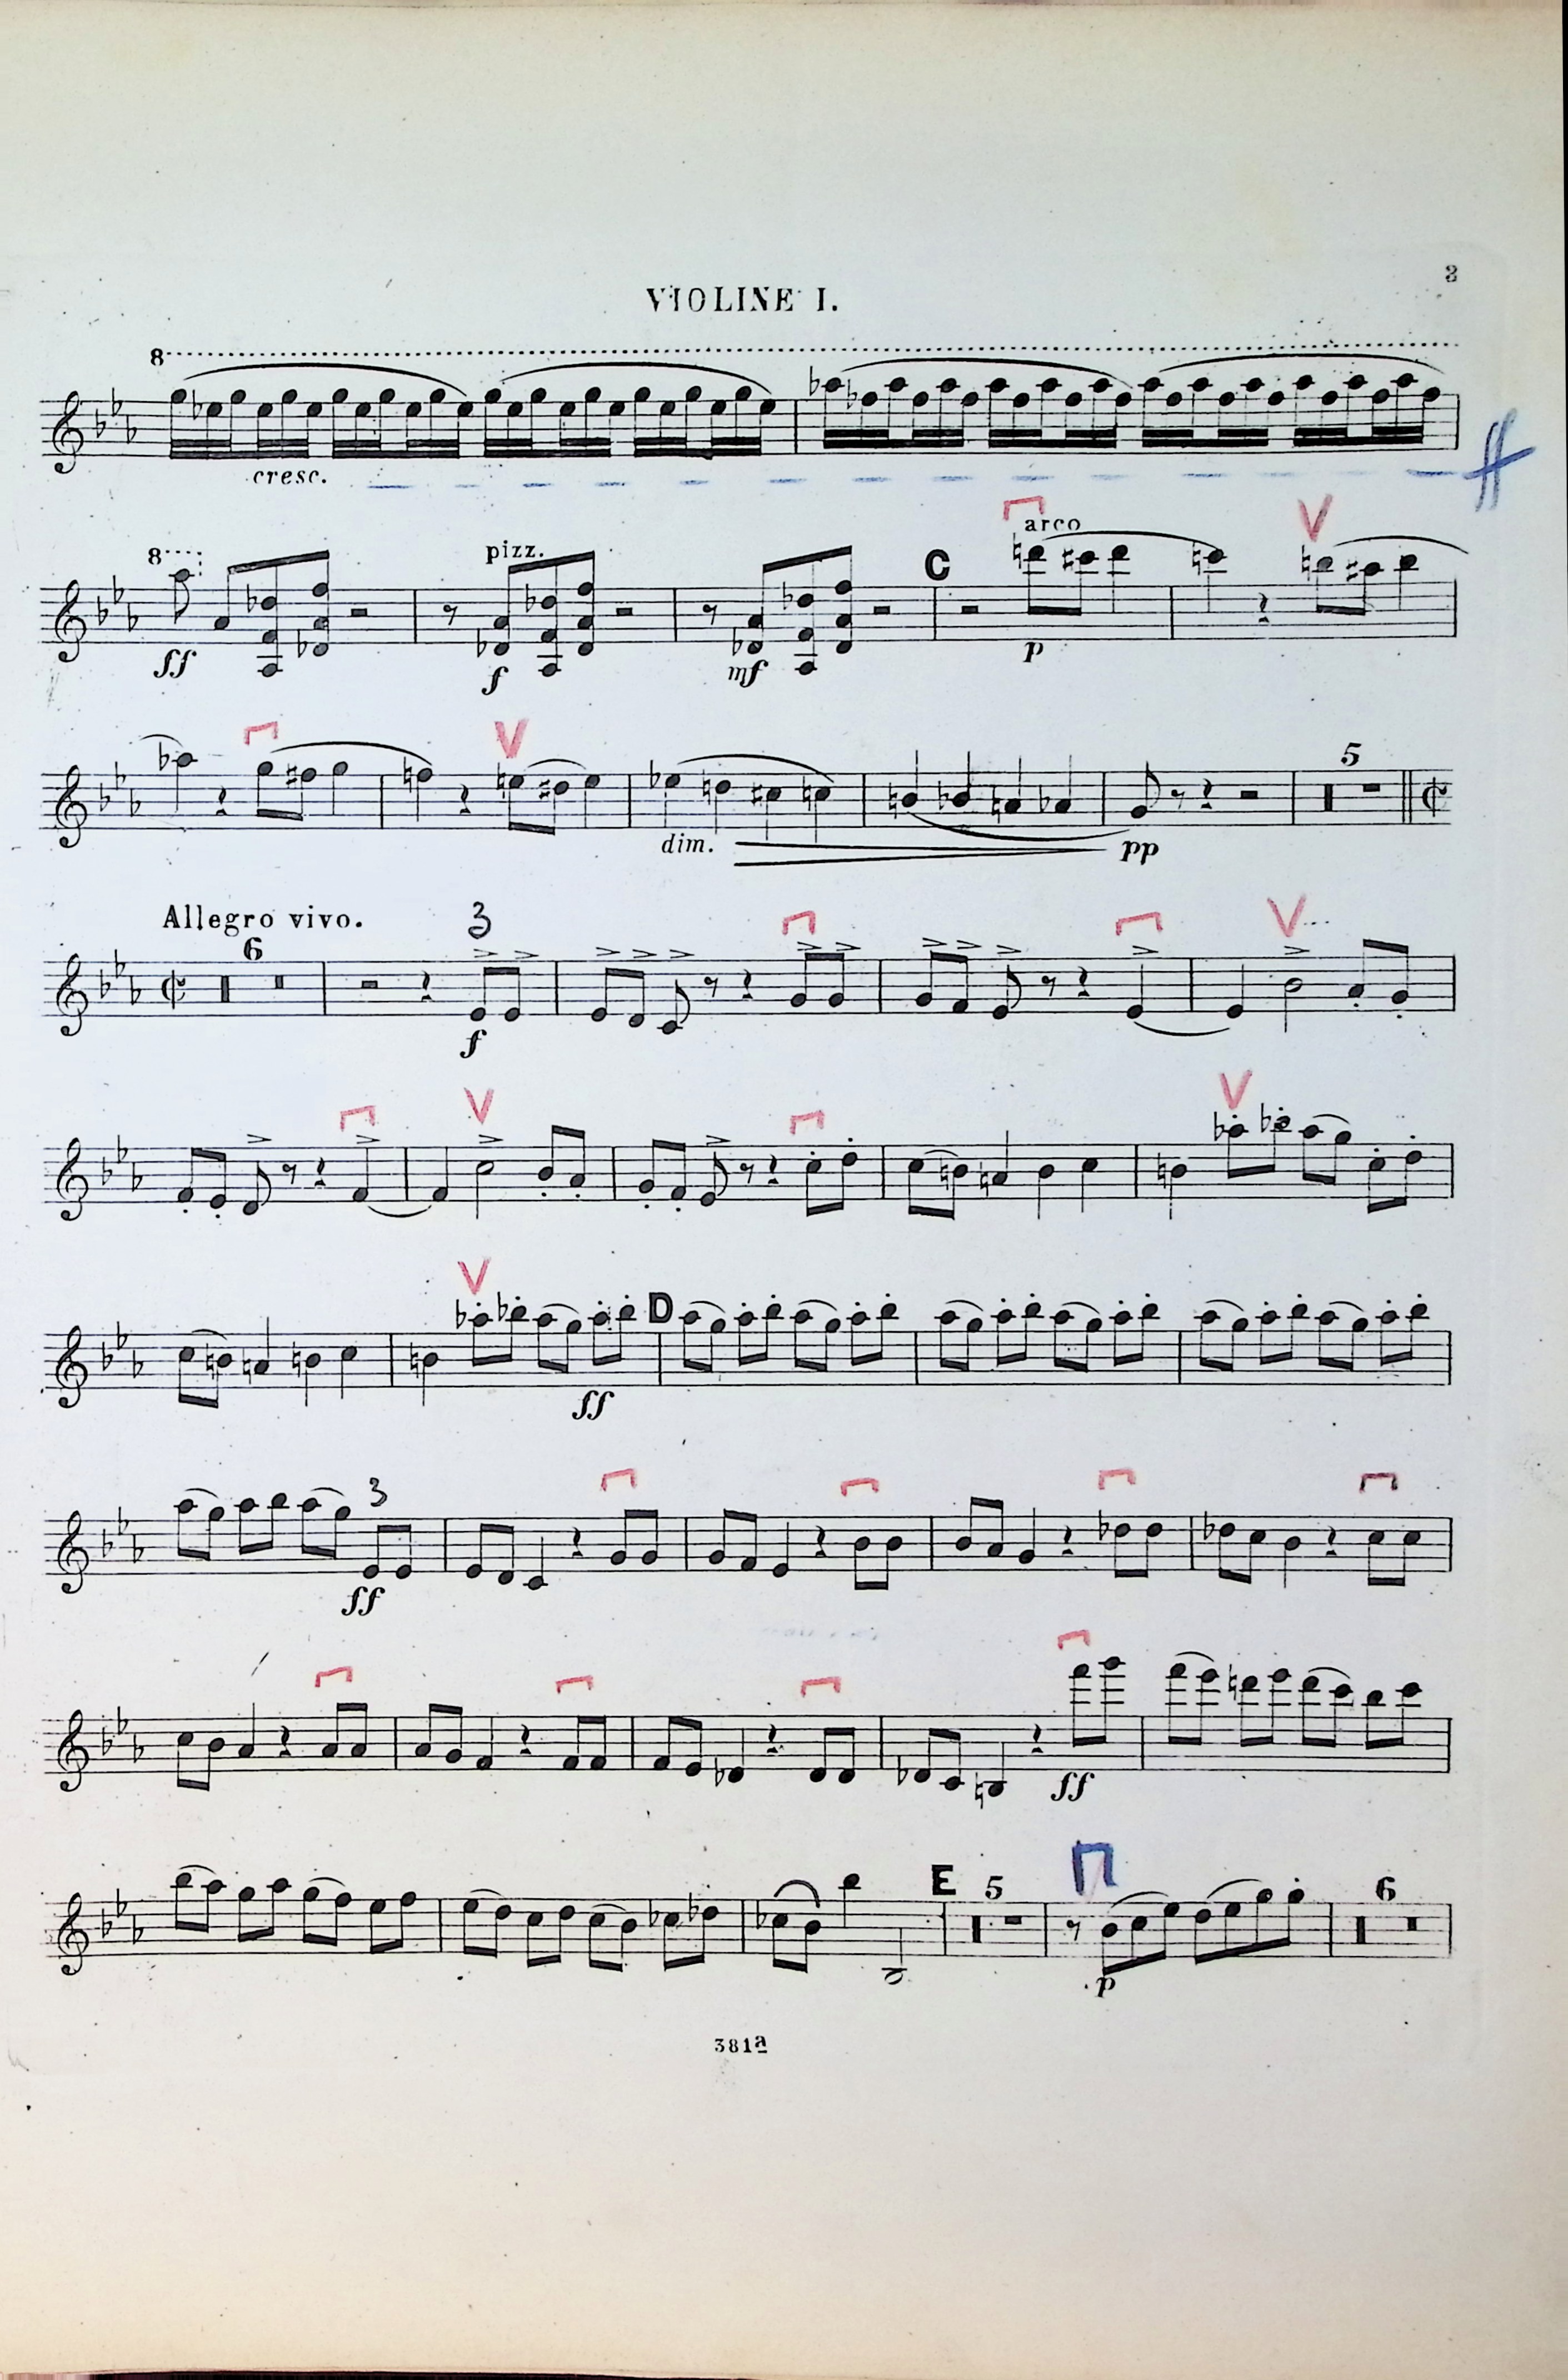 3
VIOLINE I.
8
cresc.
ff
8
pizz.
arco
C
ff
f
mf
p
5
dim.
pp
Allegro vivo.
3
6
f
D
ff
3
ff
ff
E
5
6
p
381a